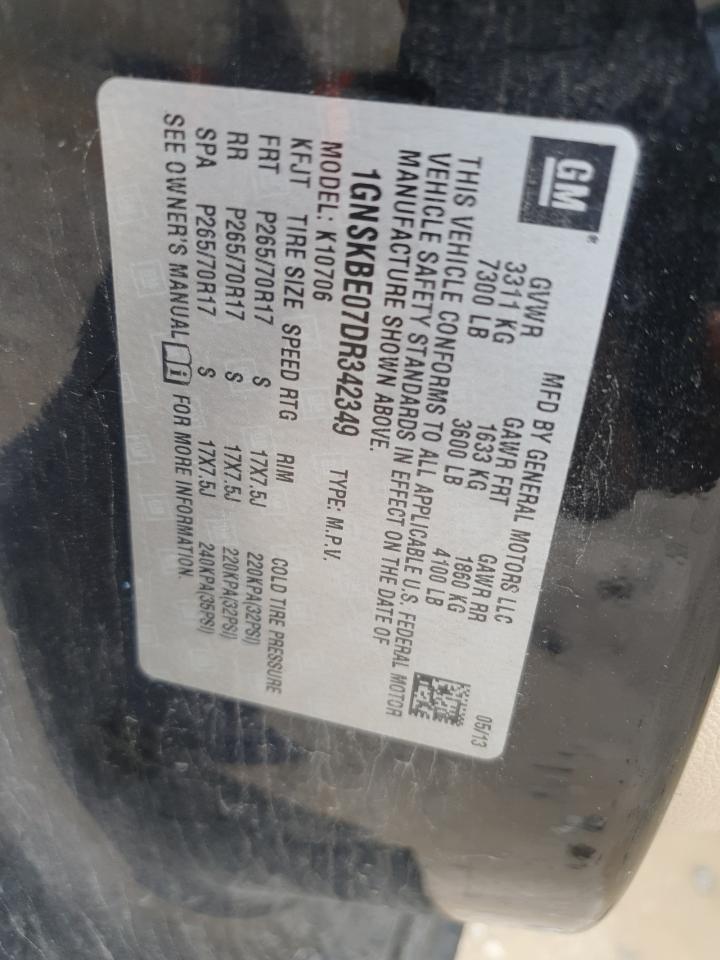 GM®
MFD BY GENERAL MOTORS LLC 05/13
GVWR GAWR FRT GAWR RR
3311 KG 1633 KG 1860 KG
7300 LB 3600 LB 4100 LB
THIS VEHICLE CONFORMS TO ALL APPLICABLE U.S. FEDERAL MOTOR
VEHICLE SAFETY STANDARDS IN EFFECT ON THE DATE OF
MANUFACTURE SHOWN ABOVE.
1GNSKBE07DR342349 TYPE: M.P.V.
MODEL: K10706
KFJT TIRE SIZE SPEED RTG RIM COLD TIRE PRESSURE
FRT P265/70R17 S 17X7.5J 220KPA(32PSI)
RR P265/70R17 S 17X7.5J 220KPA(32PSI)
SPA P265/70R17 S 17X7.5J 240KPA(35PSI)
SEE OWNER'S MANUAL i FOR MORE INFORMATION.